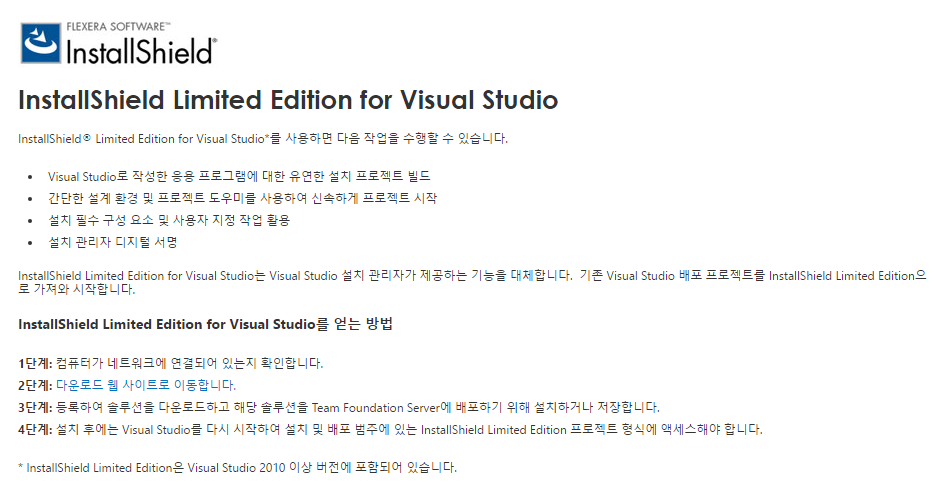 FLEXERA SOFTWARE™
InstallShield®
InstallShield Limited Edition for Visual Studio
InstallShield® Limited Edition for Visual Studio*를 사용하면 다음 작업을 수행할 수 있습니다.
• Visual Studio로 작성한 응용 프로그램에 대한 유연한 설치 프로젝트 빌드
• 간단한 설계 환경 및 프로젝트 도우미를 사용하여 신속하게 프로젝트 시작
• 설치 필수 구성 요소 및 사용자 지정 작업 활용
• 설치 관리자 디지털 서명
InstallShield Limited Edition for Visual Studio는 Visual Studio 설치 관리자가 제공하는 기능을 대체합니다. 기존 Visual Studio 배포 프로젝트를 InstallShield Limited Edition으
로 가져와 시작합니다.
InstallShield Limited Edition for Visual Studio를 얻는 방법
1단계: 컴퓨터가 네트워크에 연결되어 있는지 확인합니다.
2단계: 다운로드 웹 사이트로 이동합니다.
3단계: 등록하여 솔루션을 다운로드하고 해당 솔루션을 Team Foundation Server에 배포하기 위해 설치하거나 저장합니다.
4단계: 설치 후에는 Visual Studio를 다시 시작하여 설치 및 배포 범주에 있는 InstallShield Limited Edition 프로젝트 형식에 액세스해야 합니다.
* InstallShield Limited Edition은 Visual Studio 2010 이상 버전에 포함되어 있습니다.